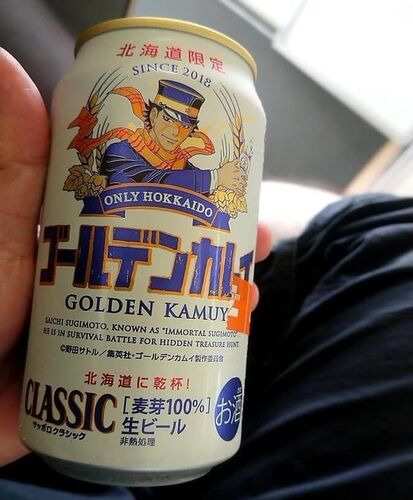 北海道限定
SINCE 2018
ONLY HOKKAIDO
ゴールデンカムイ
GOLDEN KAMUY
SAICHI SUGIMOTO, KNOWN AS "IMMORTAL SUGIMOTO"
HE IS IN SURVIVAL BATTLE FOR HIDDEN TREASURE HUNT.
©野田サトル／集英社・ゴールデンカムイ製作委員会
北海道に乾杯!
CLASSIC
サッポロクラシック
[麦芽100%]
生ビール
非熱処理
お酒